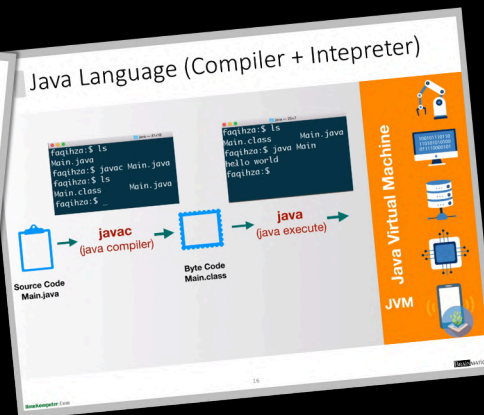 Java Language (Compiler + Intepreter)
faqihza:$ ls
Main.java
faqihza:$ javac Main.java
faqihza:$ ls
Main.class Main.java
faqihza:$ _
faqihza:$ ls
Main.class Main.java
faqihza:$ java Main
hello world
faqihza:$
Source Code
Main.java
javac
(java compiler)
Byte Code
Main.class
java
(java execute)
Java Virtual Machine
JVM
16